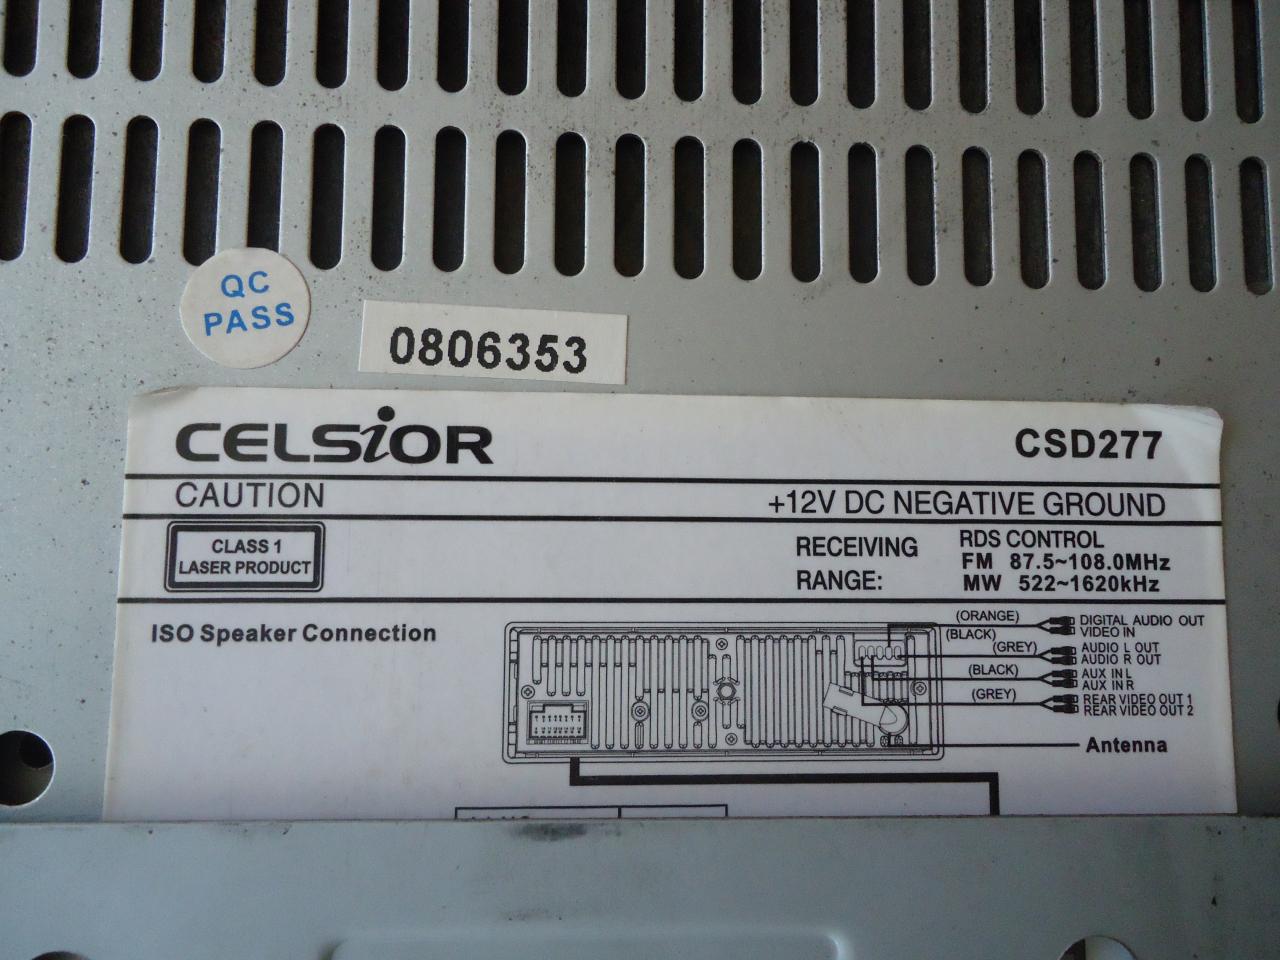 QC
PASS
0806353
CELSiOR
CSD277
CAUTION
+12V DC NEGATIVE GROUND
CLASS 1
LASER PRODUCT
RECEIVING
RANGE:
RDS CONTROL
FM 87.5~108.0MHz
MW 522~1620kHz
ISO Speaker Connection
(ORANGE)
(BLACK)
(GREY)
(BLACK)
(GREY)
DIGITAL AUDIO OUT
VIDEO IN
AUDIO L OUT
AUDIO R OUT
AUX IN L
AUX IN R
REAR VIDEO OUT 1
REAR VIDEO OUT 2
Antenna